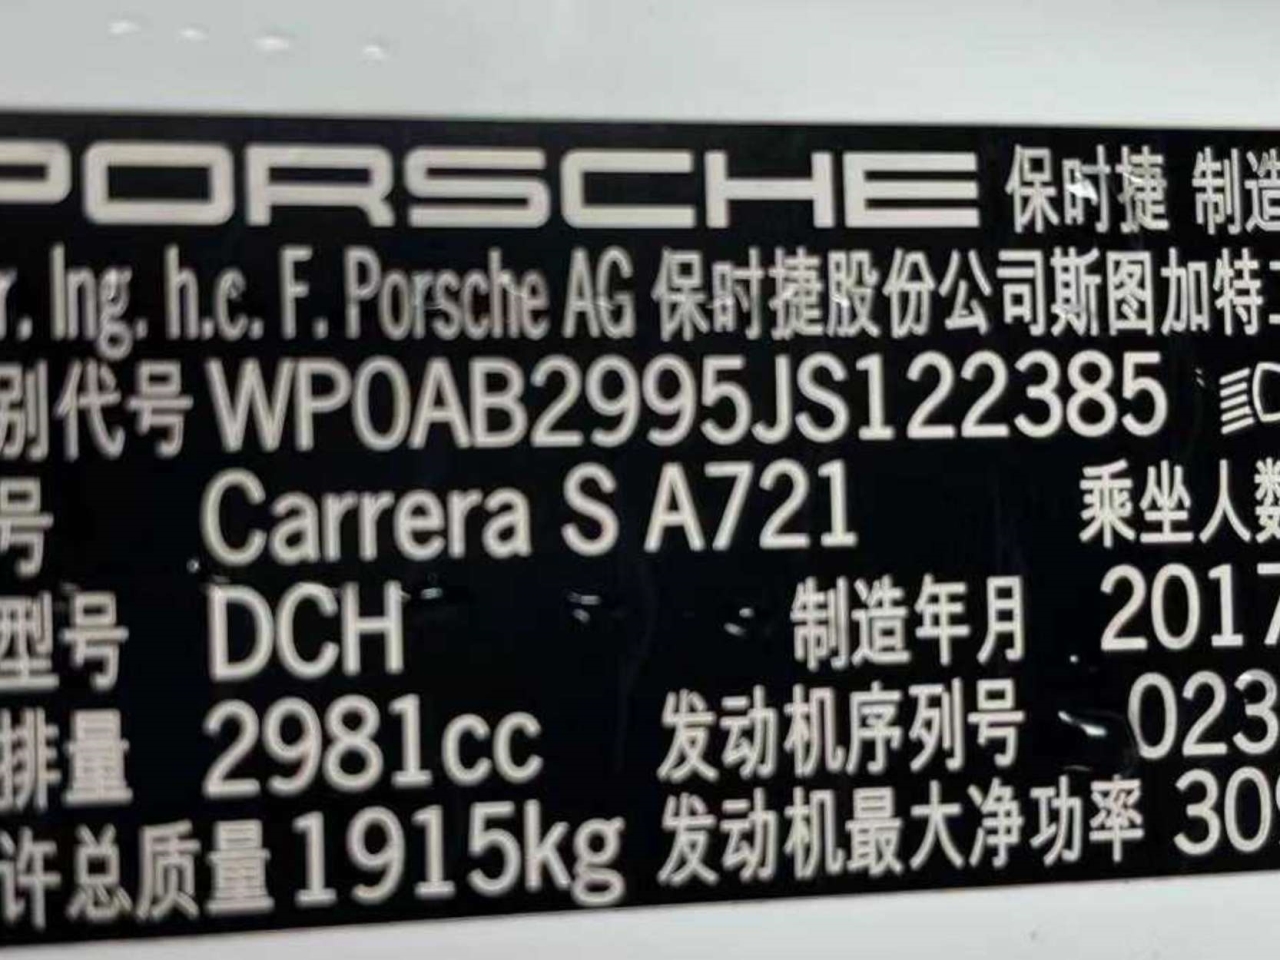 PORSCHE 保时捷 制造
r. Ing. h.c. F. Porsche AG 保时捷股份公司斯图加特工
别代号 WP0AB2995JS122385
号 Carrera S A721 乘坐人数
型号 DCH 制造年月 2017
排量 2981cc 发动机序列号 023
许总质量 1915kg 发动机最大净功率 309